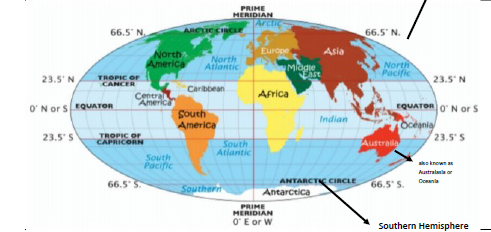 PRIME
MERIDIAN
66.5° N.
ARCTIC CIRCLE
Arctic
66.5° N.
North
America
North
Atlantic
Europe
Asia
Middle
East
North
Pacific
23.5° N
TROPIC OF
CANCER
Caribbean
23.5° N
Central
America
Africa
0° N or S
EQUATOR
EQUATOR
0° N or S
South
America
Indian
Oceania
23.5° S
TROPIC OF
CAPRICORN
South
Atlantic
Australia
23.5° S
South
Pacific
also known as
Australasia or
Oceania
66.5° S.
Southern
ANTARCTIC CIRCLE
Antarctica
66.5° S.
PRIME
MERIDIAN
0° E or W
Southern Hemisphere